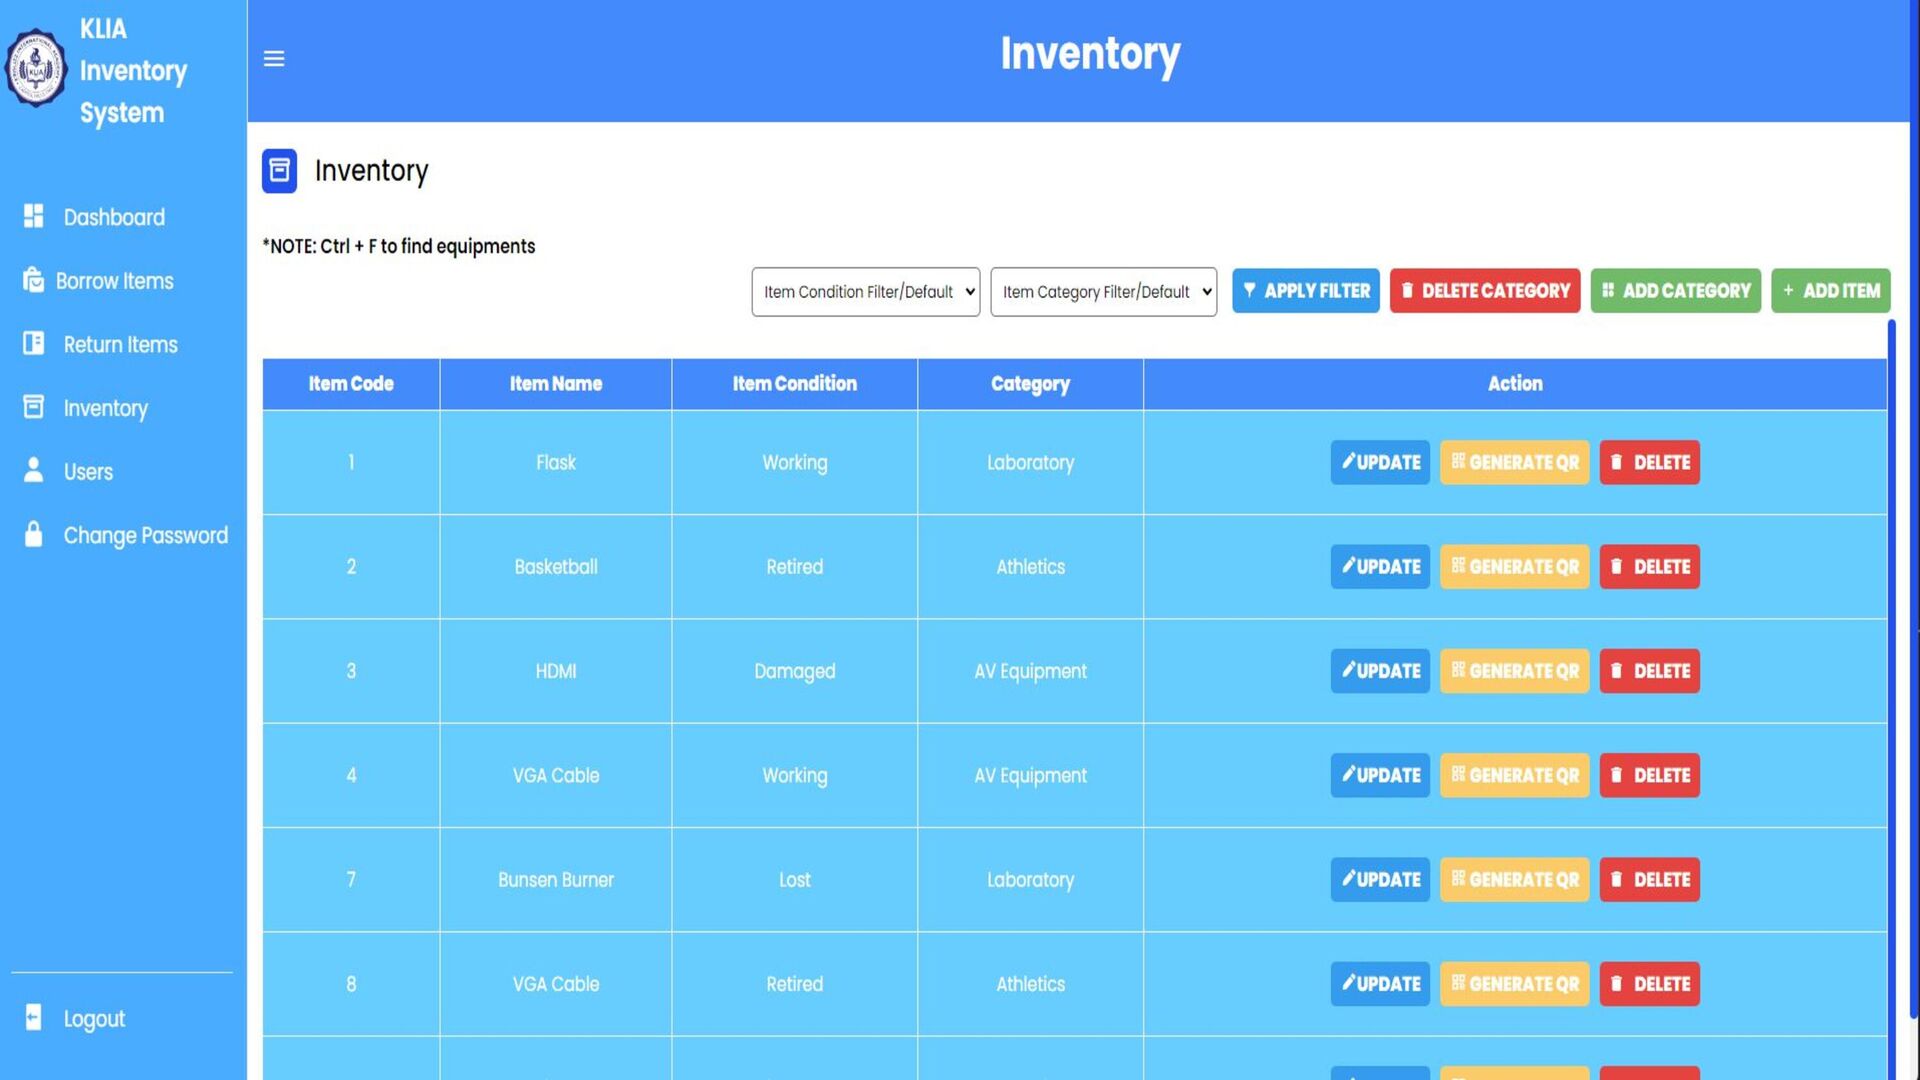 KLIA
Inventory
System
Inventory
Dashboard
Borrow Items
Return Items
Inventory
Users
Change Password
Logout
Inventory
*NOTE: Ctrl + F to find equipments
Item Condition Filter/Default Item Category Filter/Default APPLY FILTER DELETE CATEGORY ADD CATEGORY + ADD ITEM
Item Code Item Name Item Condition Category Action
1 Flask Working Laboratory UPDATE GENERATE QR DELETE
2 Basketball Retired Athletics UPDATE GENERATE QR DELETE
3 HDMI Damaged AV Equipment UPDATE GENERATE QR DELETE
4 VGA Cable Working AV Equipment UPDATE GENERATE QR DELETE
7 Bunsen Burner Lost Laboratory UPDATE GENERATE QR DELETE
8 VGA Cable Retired Athletics UPDATE GENERATE QR DELETE